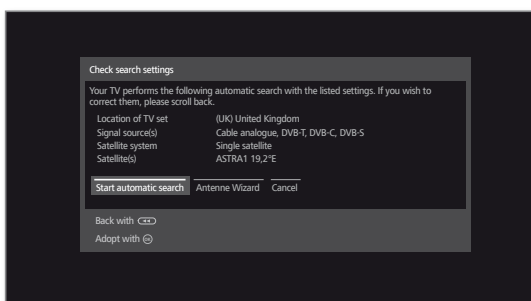 Check search settings
Your TV performs the following automatic search with the listed settings. If you wish to
correct them, please scroll back.
Location of TV set (UK) United Kingdom
Signal source(s) Cable analogue, DVB-T, DVB-C, DVB-S
Satellite system Single satellite
Satellite(s) ASTRA1 19,2°E
Start automatic search Antenne Wizard Cancel
Back with
Adopt with OK